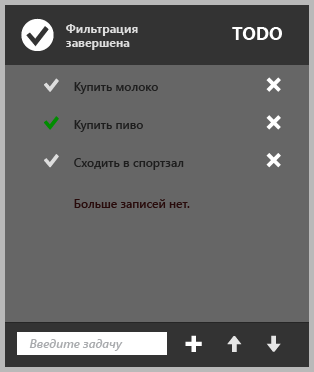 Фильтрация
завершена
TODO
Купить молоко
Купить пиво
Сходить в спортзал
Больше записей нет.
Введите задачу